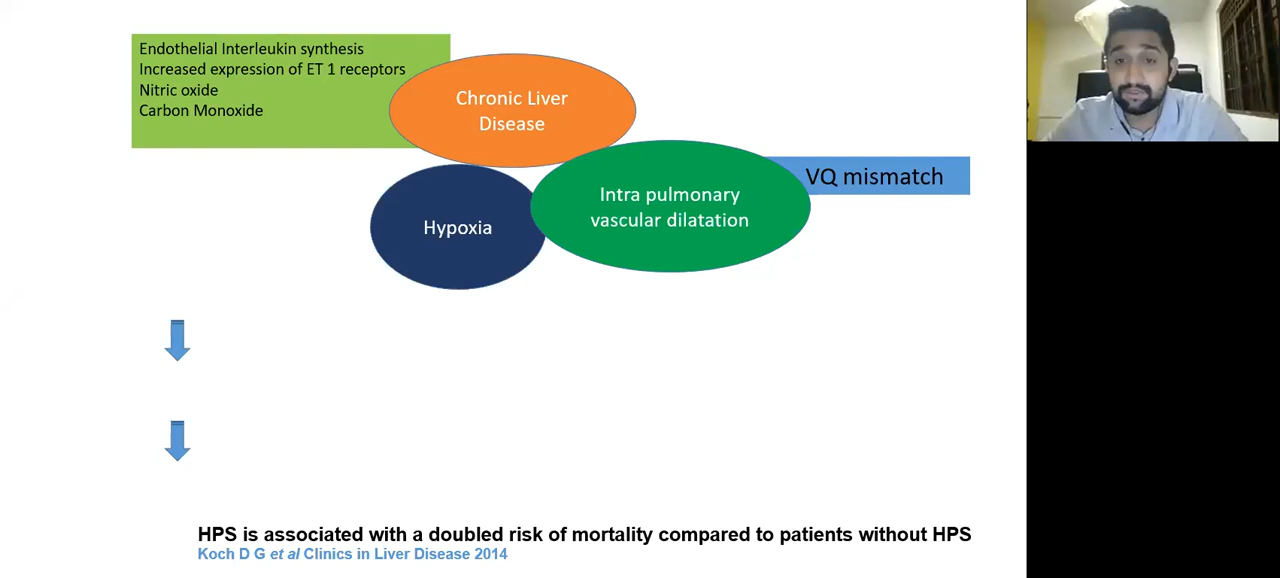 Endothelial Interleukin synthesis
Increased expression of ET 1 receptors
Nitric oxide
Carbon Monoxide
Chronic Liver
Disease
VQ mismatch
Intra pulmonary
vascular dilatation
Hypoxia
HPS is associated with a doubled risk of mortality compared to patients without HPS
Koch D G et al Clinics in Liver Disease 2014